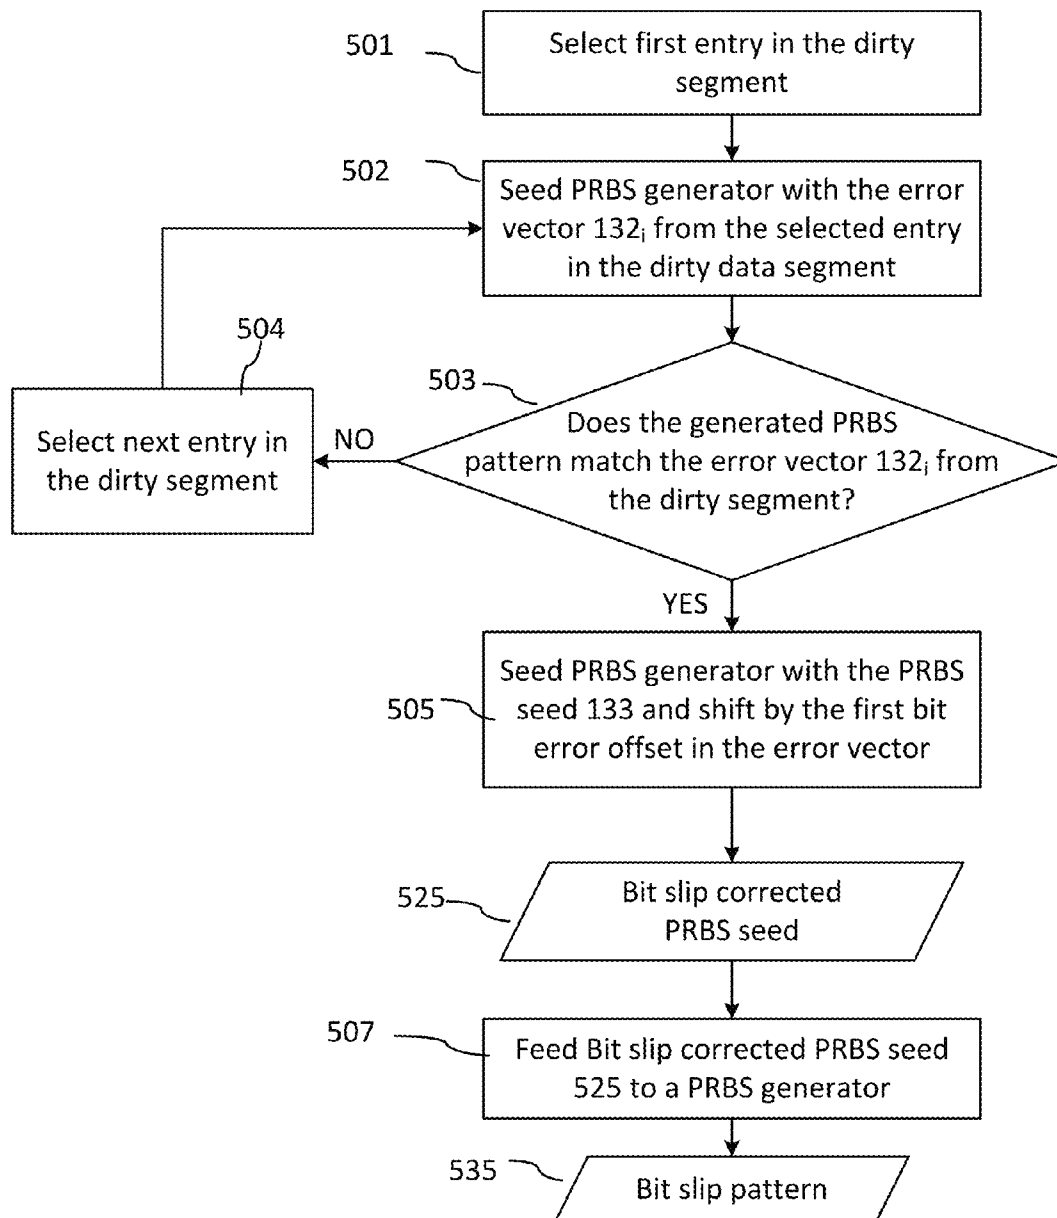 501
Select first entry in the dirty
segment
502
Seed PRBS generator with the error
vector 132i from the selected entry
in the dirty data segment
504
503
Select next entry in
the dirty segment
NO
Does the generated PRBS
pattern match the error vector 132i from
the dirty segment?
YES
505
Seed PRBS generator with the PRBS
seed 133 and shift by the first bit
error offset in the error vector
525
Bit slip corrected
PRBS seed
507
Feed Bit slip corrected PRBS seed
525 to a PRBS generator
535
Bit slip pattern